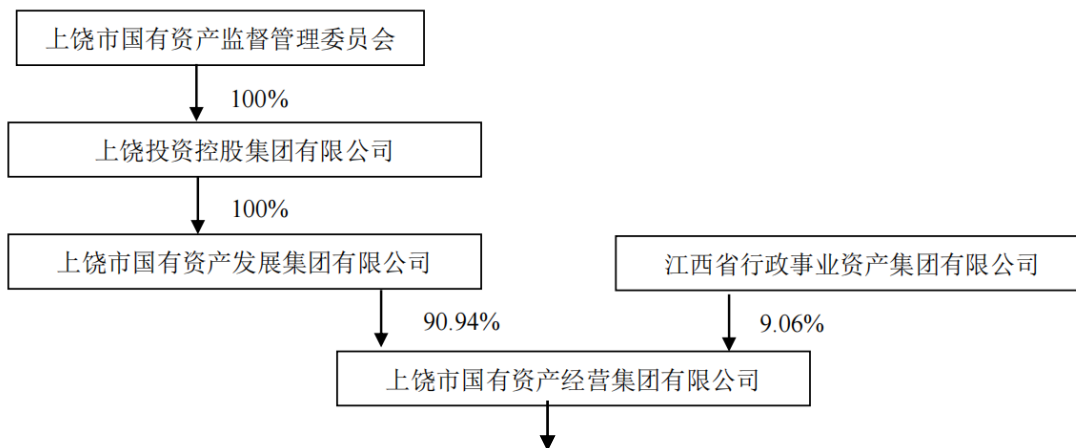 上饶市国有资产监督管理委员会
100%
上饶投资控股集团有限公司
100%
上饶市国有资产发展集团有限公司
江西省行政事业资产集团有限公司
90.94%
9.06%
上饶市国有资产经营集团有限公司